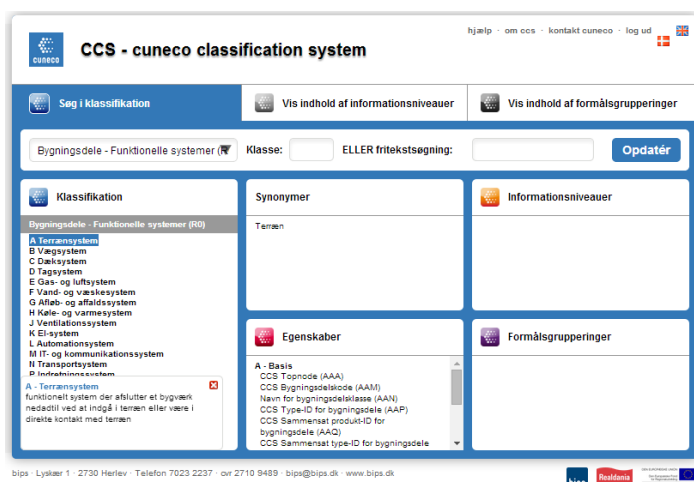 hjælp · om ccs · kontakt cuneco · log ud
cuneco
CCS - cuneco classification system
Søg i klassifikation
Vis indhold af informationsniveauer
Vis indhold af formålsgrupperinger
Bygningsdele - Funktionelle systemer (R
Klasse:
ELLER fritekstsøgning:
Opdatér
Klassifikation
Bygningsdele - Funktionelle systemer (R0)
A Terrænsystem
B Vægsystem
C Dæksystem
D Tagsystem
E Gas- og luftsystem
F Vand- og væskesystem
G Afløb- og affaldssystem
H Køle- og varmesystem
J Ventilationssystem
K El-system
L Automationsystem
M IT- og kommunikationssystem
N Transportsystem
P Indretningssystem
A - Terrænsystem
funktionelt system der afslutter et bygværk
nedadtil ved at indgå i terræn eller være i
direkte kontakt med terræn
Synonymer
Terræn
Informationsniveauer
Egenskaber
A - Basis
CCS Topnode (AAA)
CCS Bygningsdelskode (AAM)
Navn for bygningsdelsklasse (AAN)
CCS Type-ID for bygningsdele (AAP)
CCS Sammensat produkt-ID for
bygningsdele (AAQ)
CCS Sammensat type-ID for bygningsdele
Formålsgrupperinger
bips · Lyskær 1 · 2730 Herlev · Telefon 7023 2237 · cvr 2710 9489 · bips@bips.dk · www.bips.dk
bips
Realdania